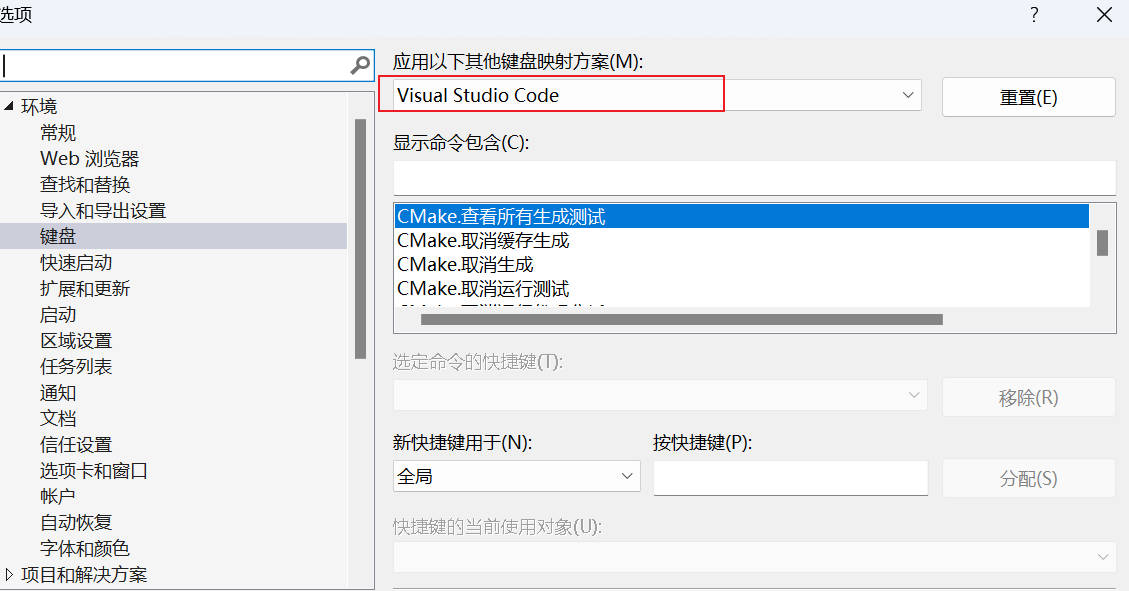 选项
?
环境
常规
Web 浏览器
查找和替换
导入和导出设置
键盘
快速启动
扩展和更新
启动
区域设置
任务列表
通知
文档
信任设置
选项卡和窗口
帐户
自动恢复
字体和颜色
项目和解决方案
应用以下其他键盘映射方案(M):
Visual Studio Code
重置(E)
显示命令包含(C):
CMake.查看所有生成测试
CMake.取消缓存生成
CMake.取消生成
CMake.取消运行测试
选定命令的快捷键(T):
移除(R)
新快捷键用于(N):
按快捷键(P):
全局
分配(S)
快捷键的当前使用对象(U):